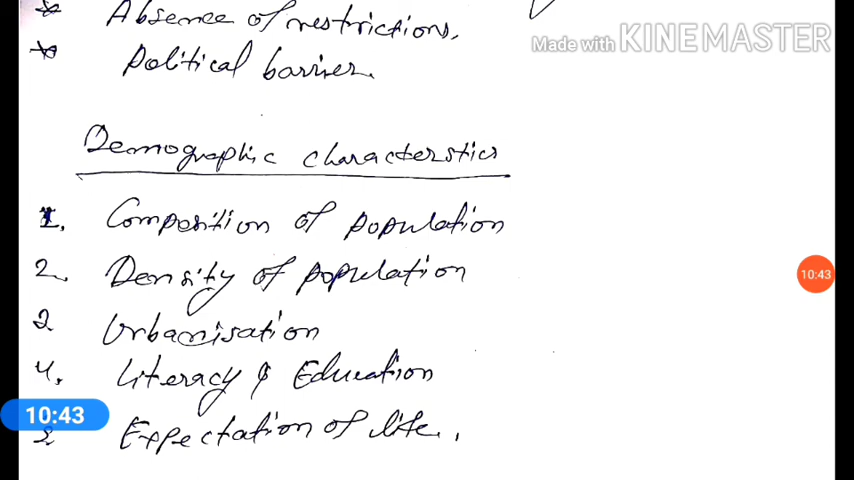 * Absence of restrictions.
Made with KINEMASTER
* Political barrier.
Demographic characterstics
1. Composition of population
2. Density of population
10:43
3 Urbanisation
4. Literacy & Education
10:43
Expectation of life.